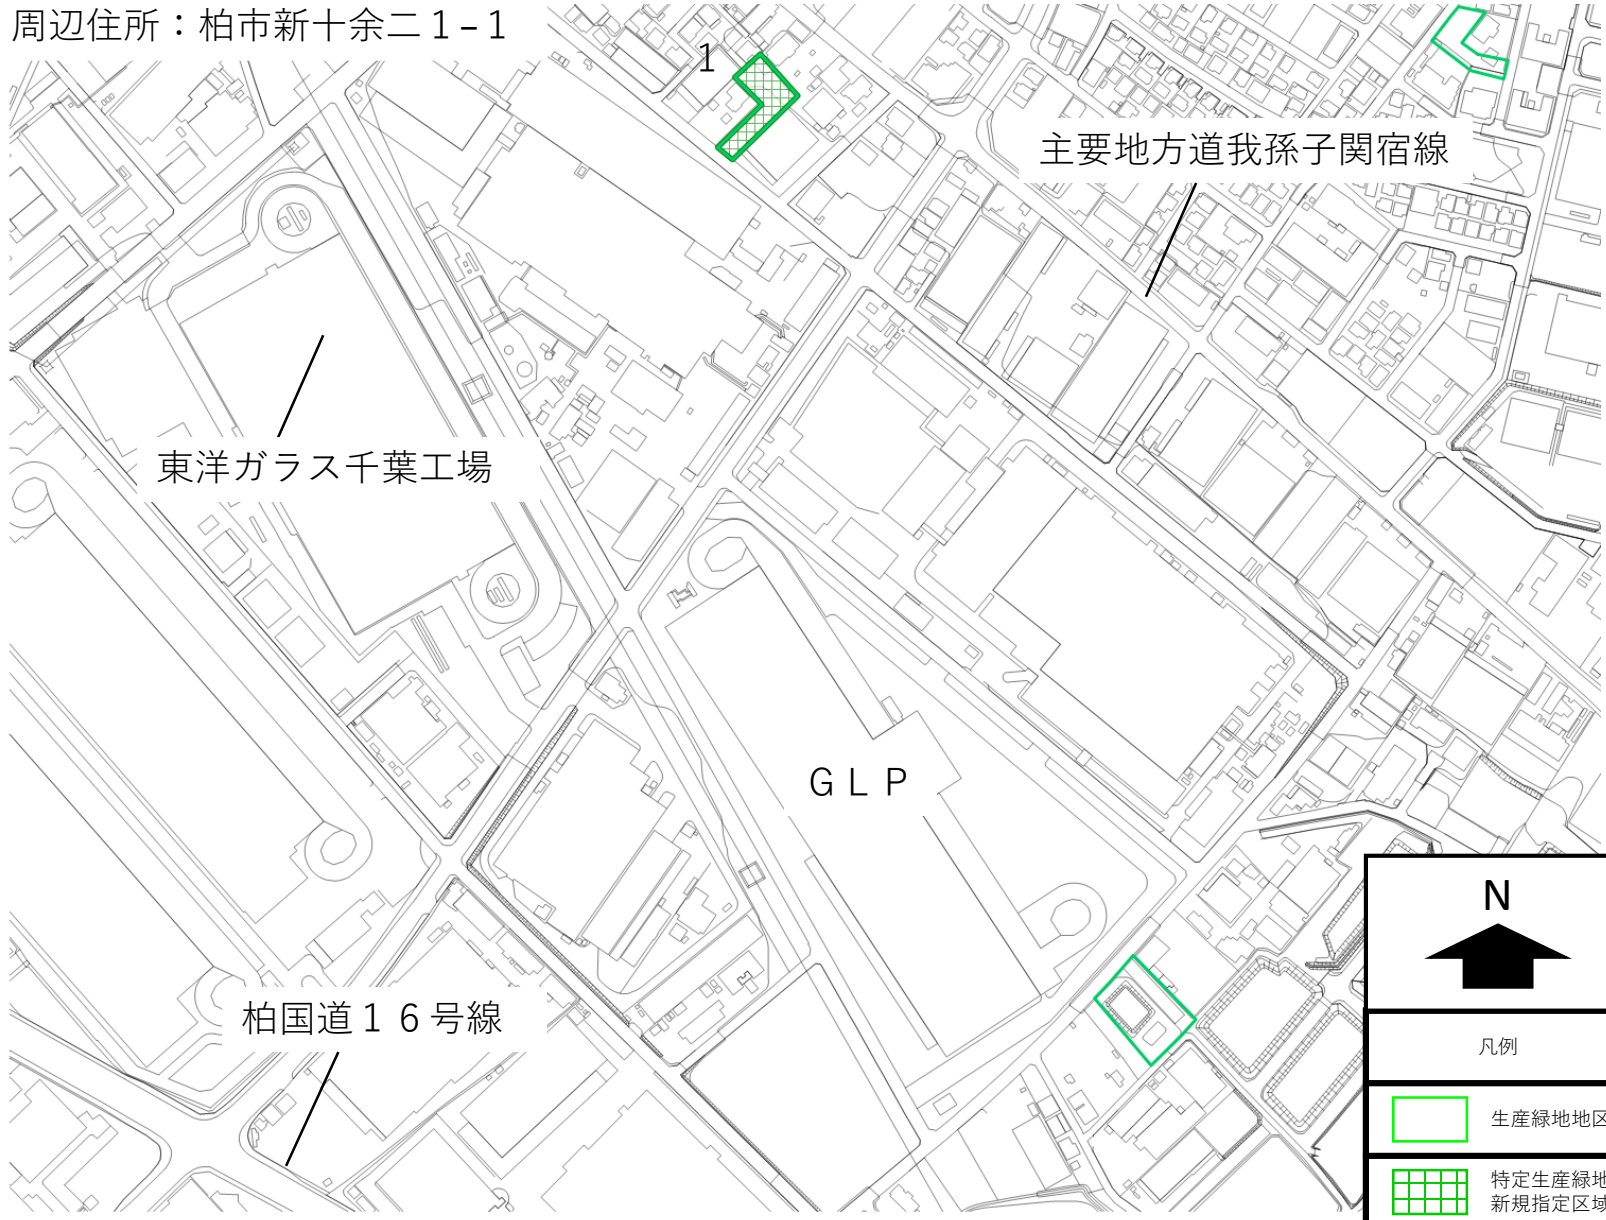 周辺住所：柏市新十余二１−１
1
主要地方道我孫子関宿線
東洋ガラス千葉工場
ＧＬＰ
柏国道１６号線
N
凡例
生産緑地地区
特定生産緑地
新規指定区域